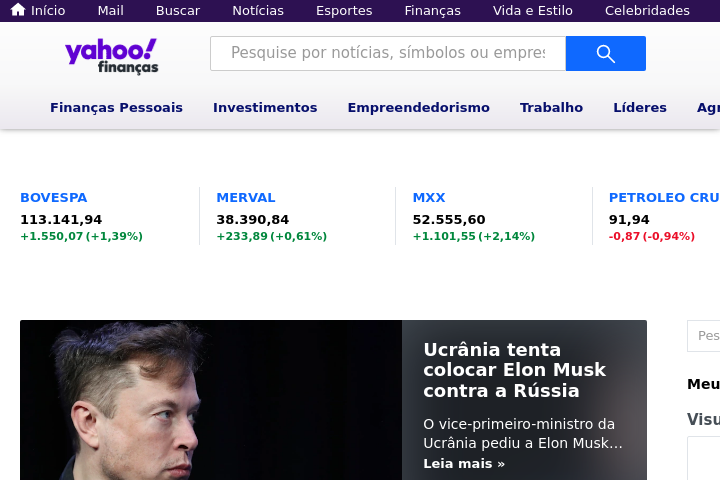 Início Mail Buscar Notícias Esportes Finanças Vida e Estilo Celebridades
yahoo!
finanças
Pesquise por notícias, símbolos ou empres
Finanças Pessoais Investimentos Empreendedorismo Trabalho Líderes Agr
BOVESPA
113.141,94
+1.550,07 (+1,39%)
MERVAL
38.390,84
+233,89 (+0,61%)
MXX
52.555,60
+1.101,55 (+2,14%)
PETROLEO CRU
91,94
-0,87 (-0,94%)
Ucrânia tenta
colocar Elon Musk
contra a Rússia
O vice-primeiro-ministro da
Ucrânia pediu a Elon Musk...
Leia mais »
Pes
Meu
Visu